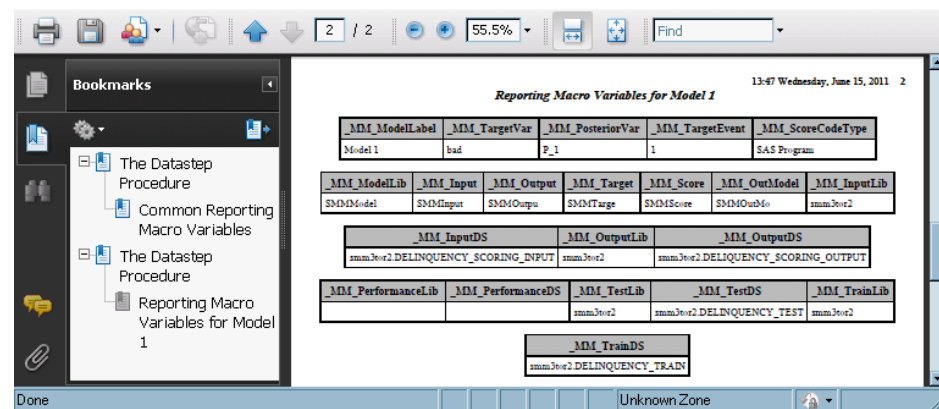 2 / 2 55.5% Find
Bookmarks
The Datastep
Procedure
Common Reporting
Macro Variables
The Datastep
Procedure
Reporting Macro
Variables for Model
1
13:47 Wednesday, June 15, 2011 2
Reporting Macro Variables for Model 1
_MM_ModelLabel _MM_TargetVar _MM_PosteriorVar _MM_TargetEvent _MM_ScoreCodeType
Model 1 bad P_1 1 SAS Program
_MM_ModelLib _MM_Input _MM_Output _MM_Target _MM_Score _MM_OutModel _MM_InputLib
SMMModel SMMInput SMMOutpu SMMTarge SMMScore SMMOutMo smm3tor2
_MM_InputDS _MM_OutputLib _MM_OutputDS
smm3tor2.DELINQUENCY_SCORING_INPUT smm3tor2 smm3tor2.DELIQUENCY_SCORING_OUTPUT
_MM_PerformanceLib _MM_PerformanceDS _MM_TestLib _MM_TestDS _MM_TrainLib
smm3tor2 smm3tor2.DELINQUENCY_TEST smm3tor2
_MM_TrainDS
smm3tor2.DELINQUENCY_TRAIN
Done Unknown Zone